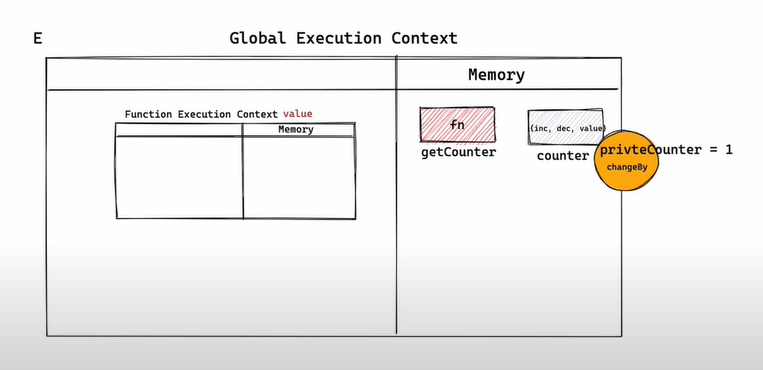 E
Global Execution Context
Memory
Function Execution Context value
Memory
fn
{inc, dec, value}
getCounter
counter
privteCounter = 1
changeBy